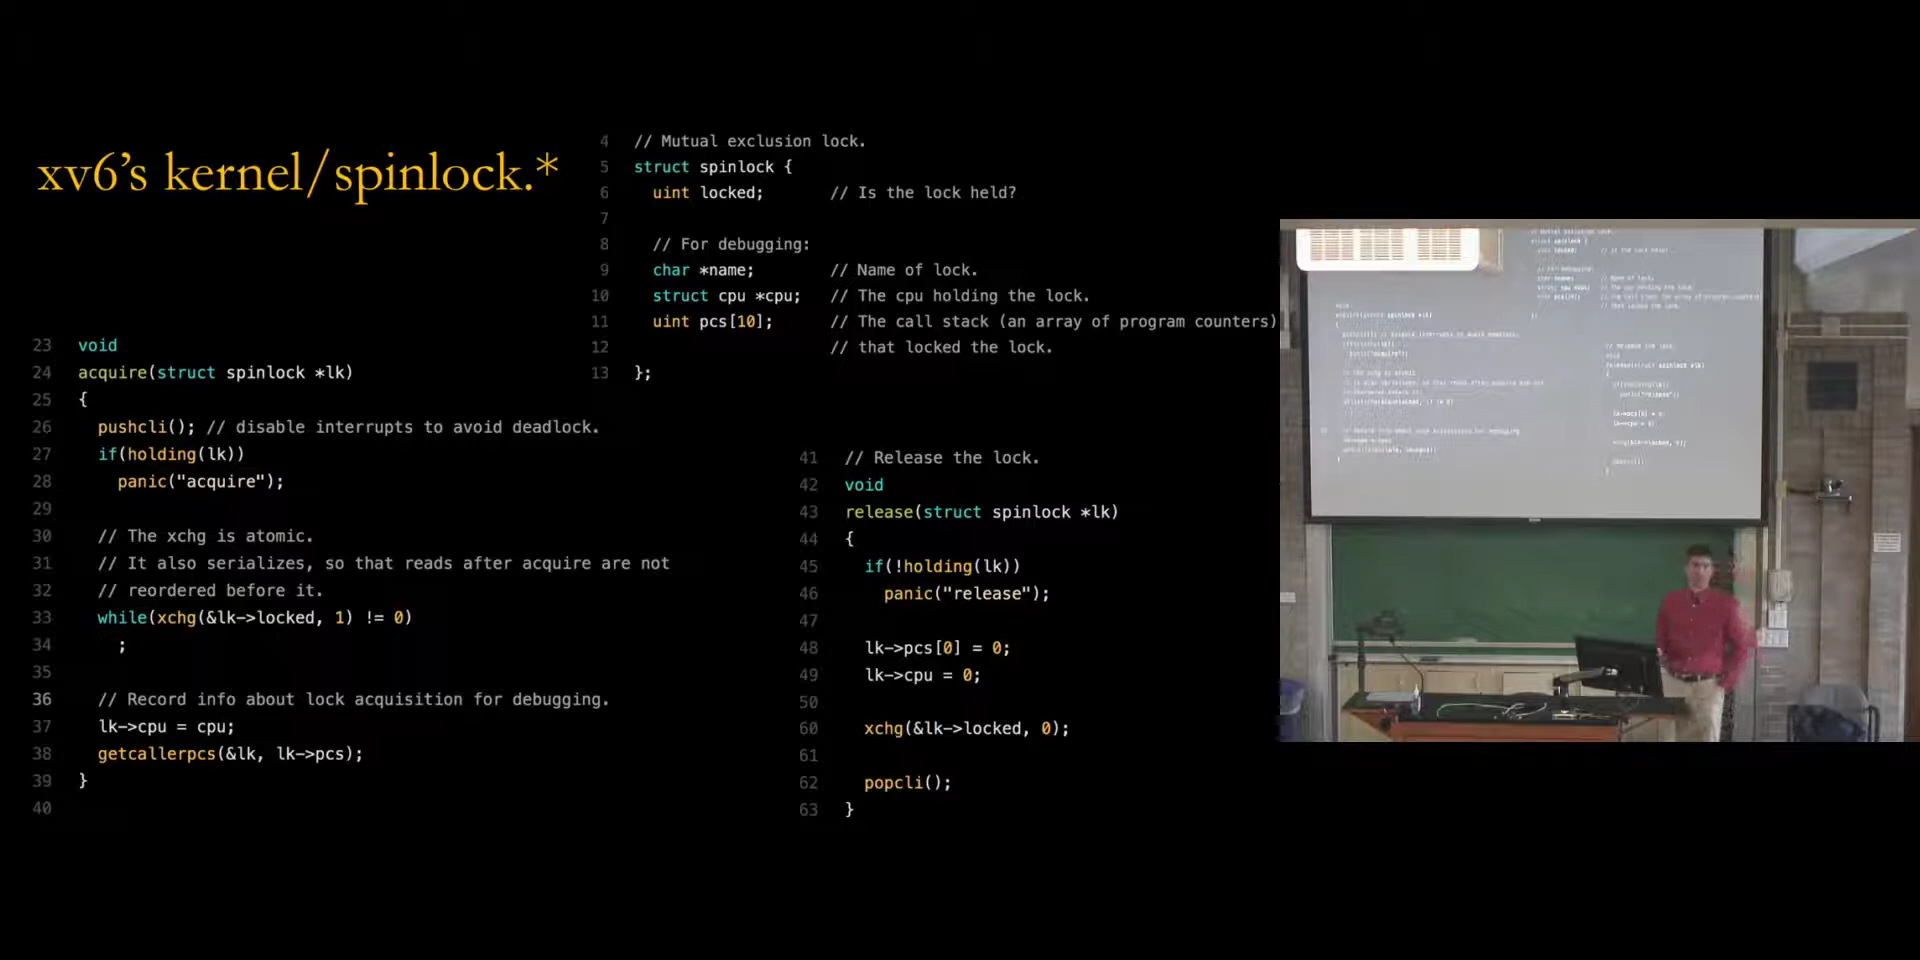 xv6’s kernel/spinlock.*
4 // Mutual exclusion lock.
5 struct spinlock {
6 uint locked; // Is the lock held?
7
8 // For debugging:
9 char *name; // Name of lock.
10 struct cpu *cpu; // The cpu holding the lock.
11 uint pcs[10]; // The call stack (an array of program counters)
12 // that locked the lock.
13 };
23 void
24 acquire(struct spinlock *lk)
25 {
26 pushcli(); // disable interrupts to avoid deadlock.
27 if(holding(lk))
28 panic("acquire");
29
30 // The xchg is atomic.
31 // It also serializes, so that reads after acquire are not
32 // reordered before it.
33 while(xchg(&lk->locked, 1) != 0)
34 ;
35
36 // Record info about lock acquisition for debugging.
37 lk->cpu = cpu;
38 getcallerpcs(&lk, lk->pcs);
39 }
40
41 // Release the lock.
42 void
43 release(struct spinlock *lk)
44 {
45 if(!holding(lk))
46 panic("release");
47
48 lk->pcs[0] = 0;
49 lk->cpu = 0;
50
60 xchg(&lk->locked, 0);
61
62 popcli();
63 }